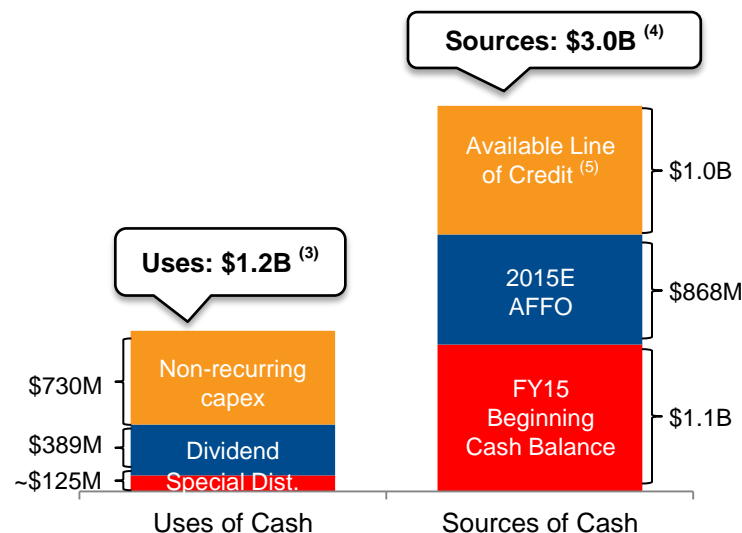 Sources: $3.0B (4)
Available Line
of Credit (5)
$1.0B
Uses: $1.2B (3)
2015E
AFFO
$868M
Non-recurring
capex
$730M
FY15
Beginning
Cash Balance
$1.1B
$389M
Dividend
~$125M
Special Dist.
Uses of Cash
Sources of Cash